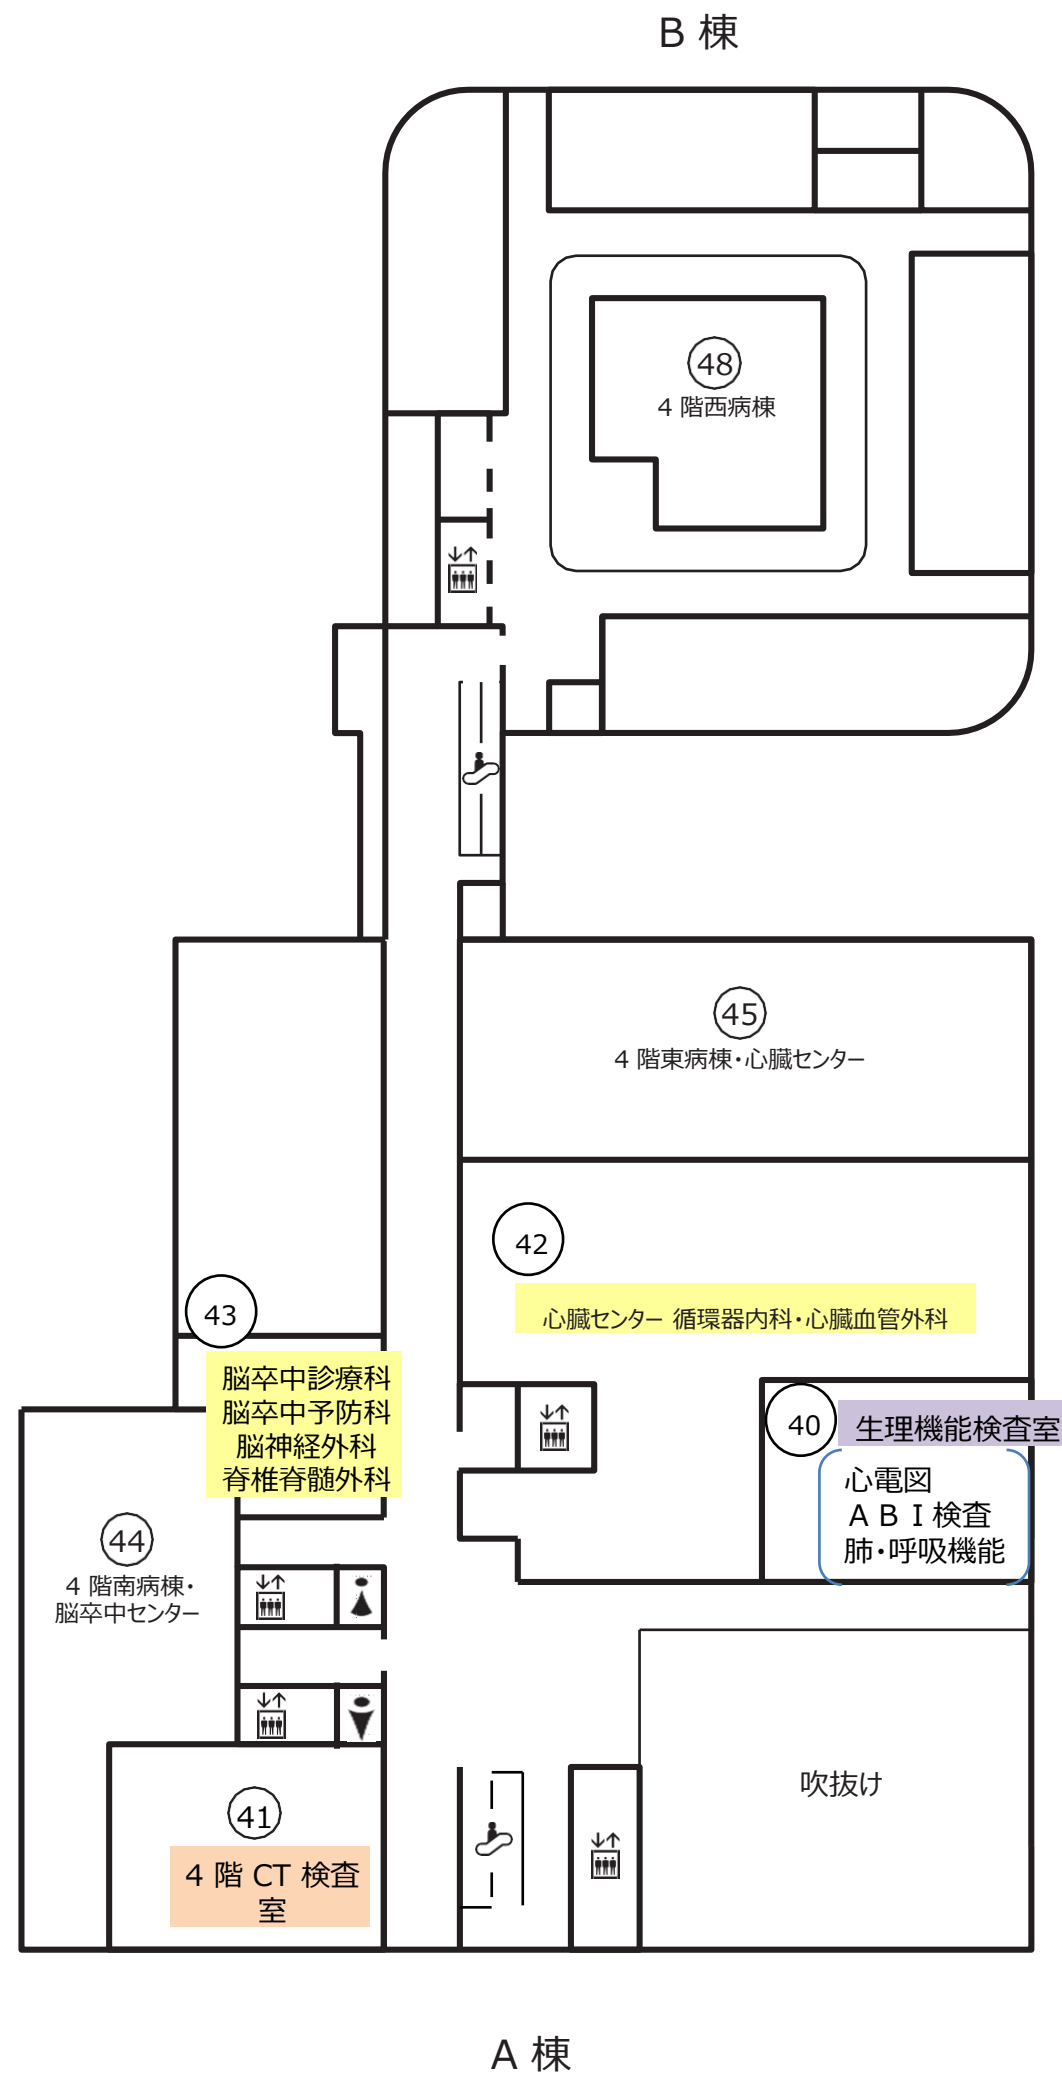 B 棟
48
4 階西病棟
45
4 階東病棟・心臓センター
42
心臓センター 循環器内科・心臓血管外科
43
脳卒中診療科
脳卒中予防科
脳神経外科
脊椎脊髄外科
40
生理機能検査室
心電図
ＡＢＩ検査
肺・呼吸機能
44
4 階南病棟・
脳卒中センター
41
4 階 CT 検査
室
吹抜け
A 棟